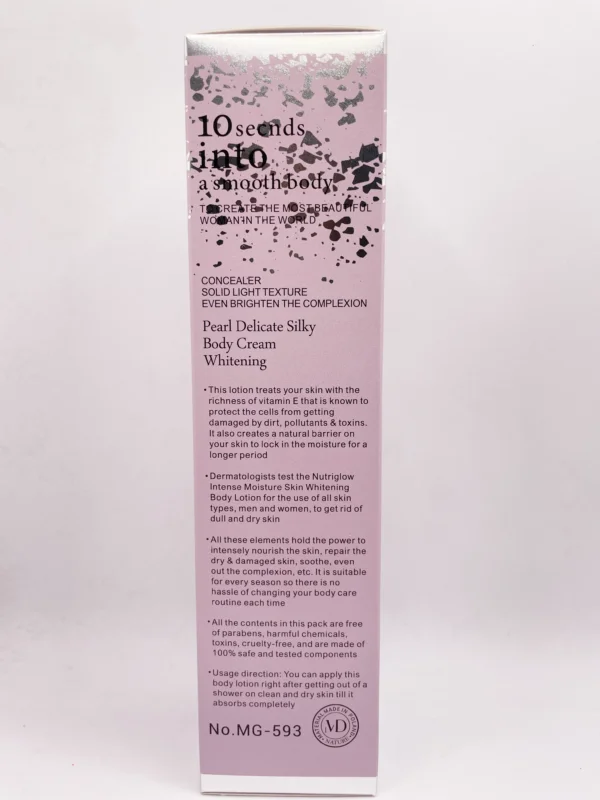 10 secnds
into
a smooth body
TO CREATE THE MOST BEAUTIFUL
WOMAN IN THE WORLD
CONCEALER
SOLID LIGHT TEXTURE
EVEN BRIGHTEN THE COMPLEXION
Pearl Delicate Silky
Body Cream
Whitening
•This lotion treats your skin with the
richness of vitamin E that is known to
protect the cells from getting
damaged by dirt, pollutants & toxins.
It also creates a natural barrier on
your skin to lock in the moisture for a
longer period
•Dermatologists test the Nutriglow
Intense Moisture Skin Whitening
Body Lotion for the use of all skin
types, men and women, to get rid of
dull and dry skin
•All these elements hold the power to
intensely nourish the skin, repair the
dry & damaged skin, soothe, even
out the complexion, etc. It is suitable
for every season so there is no
hassle of changing your body care
routine each time
•All the contents in this pack are free
of parabens, harmful chemicals,
toxins, cruelty-free, and are made of
100% safe and tested components
•Usage direction: You can apply this
body lotion right after getting out of a
shower on clean and dry skin till it
absorbs completely
No.MG-593
MATERIAL MADE IN POLAND
MD
NATURE